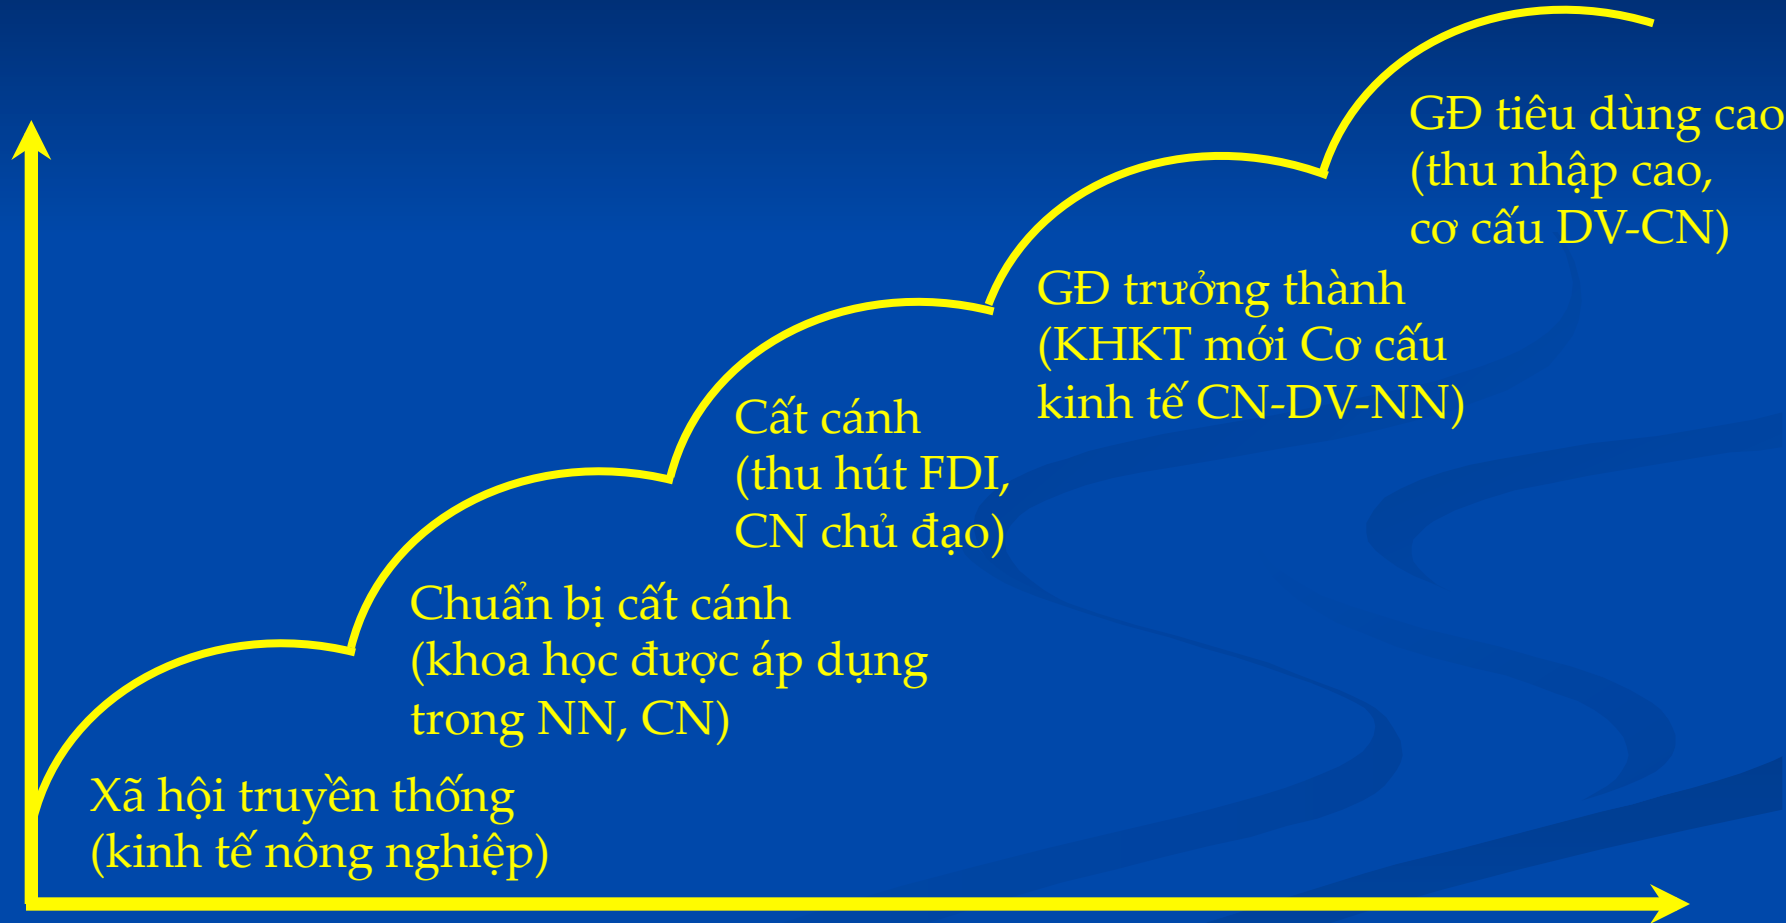 GĐ tiêu dùng cao
(thu nhập cao,
cơ cấu DV-CN)
GĐ trưởng thành
(KHKT mới Cơ cấu
kinh tế CN-DV-NN)
Cất cánh
(thu hút FDI,
CN chủ đạo)
Chuẩn bị cất cánh
(khoa học được áp dụng
trong NN, CN)
Xã hội truyền thống
(kinh tế nông nghiệp)